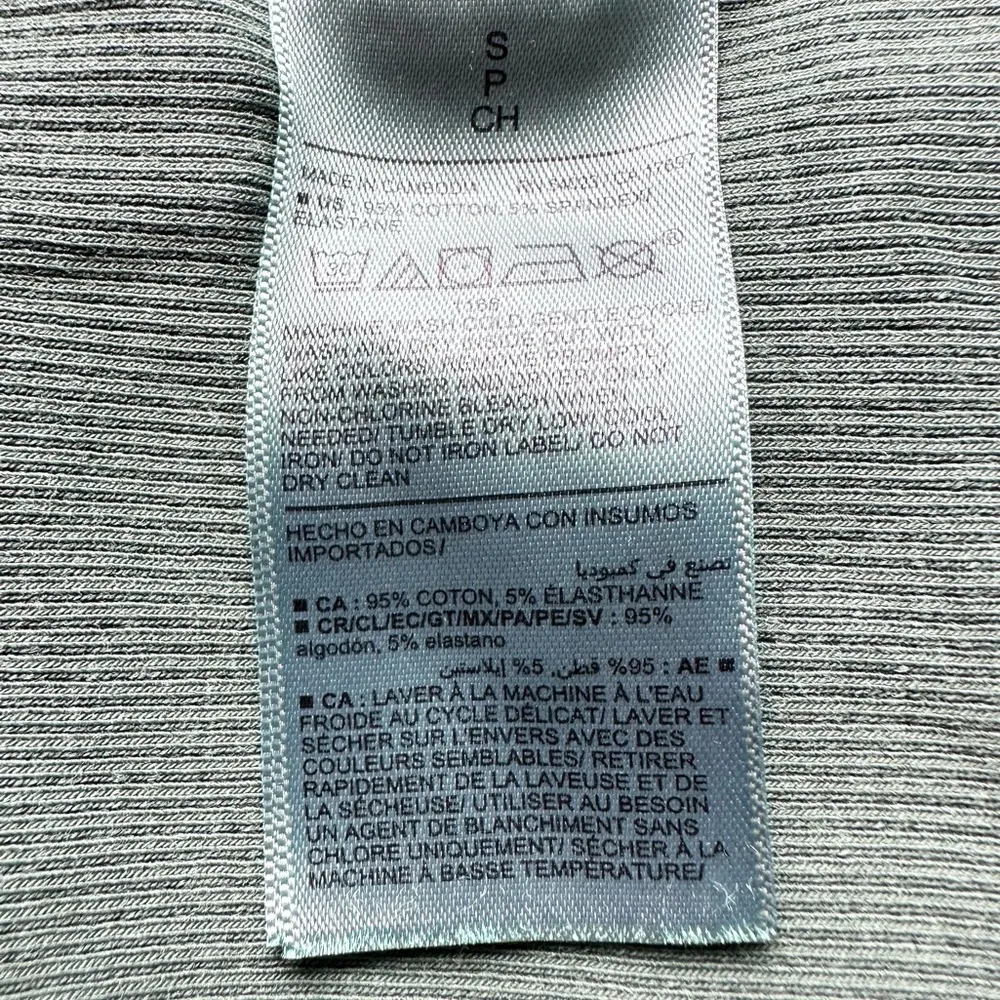 S
P
CH
MADE IN CAMBODIA RN 54023 / CA 17897
■ US : 95% COTTON, 5% SPANDEX/
ELASTANE
30
®
1166
MACHINE WASH COLD, GENTLE CYCLE
WASH AND DRY INSIDE OUT WITH
LIKE COLORS/ REMOVE PROMPTLY
FROM WASHER AND DRYER/ ONLY
NON-CHLORINE BLEACH WHEN
NEEDED/ TUMBLE DRY LOW/ COOL
IRON/ DO NOT IRON LABEL/ DO NOT
DRY CLEAN
HECHO EN CAMBOYA CON INSUMOS
IMPORTADOS/
تصنع في كمبوديا
■ CA : 95% COTON, 5% ÉLASTHANNE
■ CR/CL/EC/GT/MX/PA/PE/SV : 95%
algodón, 5% elastano
■ AE : 95% قطن, 5% إيلاستين
■ CA : LAVER À LA MACHINE À L'EAU
FROIDE AU CYCLE DÉLICAT/ LAVER ET
SÉCHER SUR L'ENVERS AVEC DES
COULEURS SEMBLABLES/ RETIRER
RAPIDEMENT DE LA LAVEUSE ET DE
LA SÉCHEUSE/ UTILISER AU BESOIN
UN AGENT DE BLANCHIMENT SANS
CHLORE UNIQUEMENT/ SÉCHER À LA
MACHINE À BASSE TEMPÉRATURE/